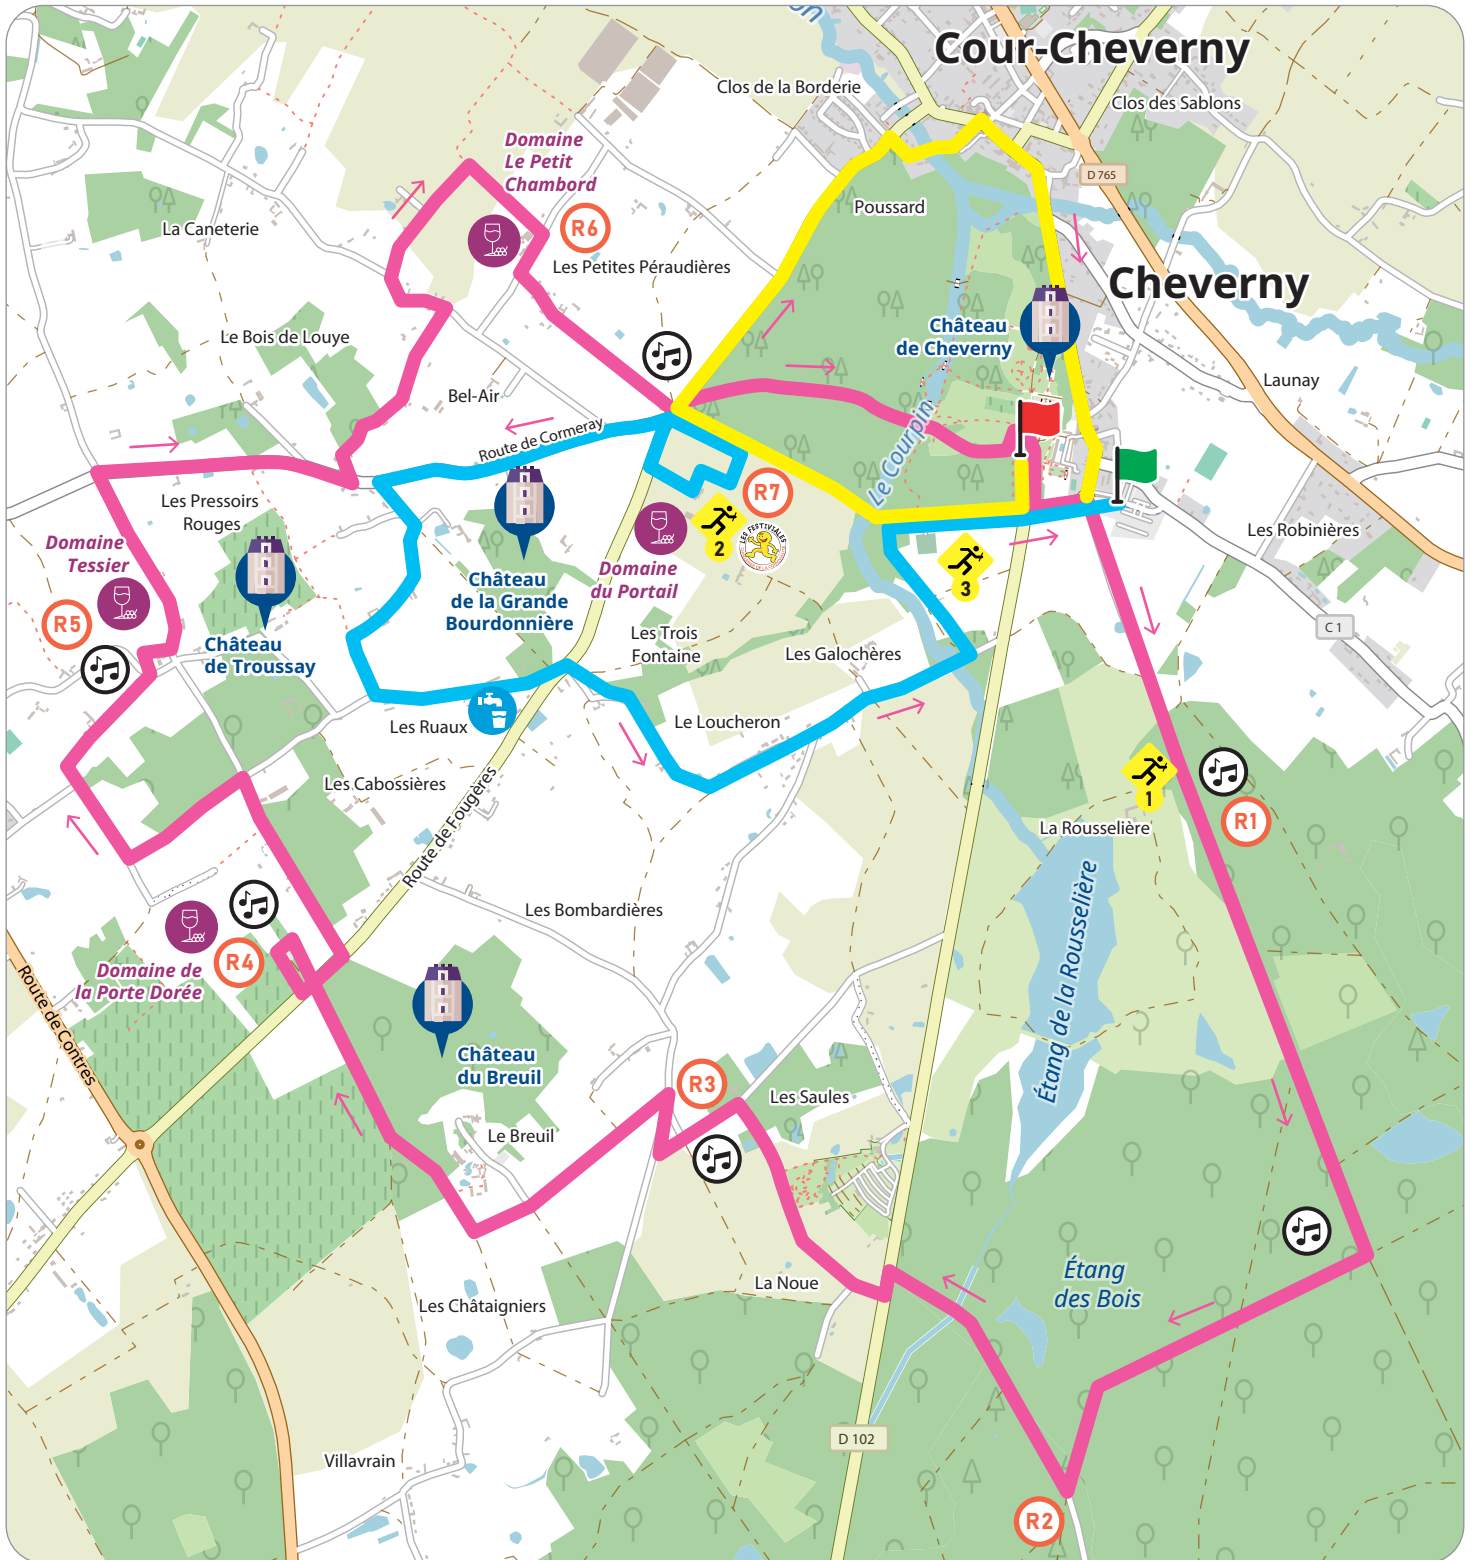 on
Cour-Cheverny
Clos de la Borderie
Clos des Sablons
Domaine
Le Petit
Chambord
D 765
R6
Poussard
La Caneterie
Les Petites Péraudières
Cheverny
Château
de Cheverny
Le Bois de Louye
Launay
Bel-Air
Route de Cormeray
Le Courpin
R7
Les Pressoirs
Rouges
2
LES FESTIVIALES
Les Robinières
Domaine
Tessier
Château
de la Grande
Bourdonnière
Domaine
du Portail
3
R5
C 1
Château
de Troussay
Les Trois
Fontaine
Les Galochères
Les Ruaux
Le Loucheron
Les Cabossières
1
R1
La Rousselière
Route de Fougères
Étang de la Rousselière
Les Bombardières
R4
Domaine de
la Porte Dorée
Route de Contres
Château
du Breuil
R3
Les Saules
Le Breuil
La Noue
Étang
des Bois
Les Châtaigniers
D 102
Villavrain
R2